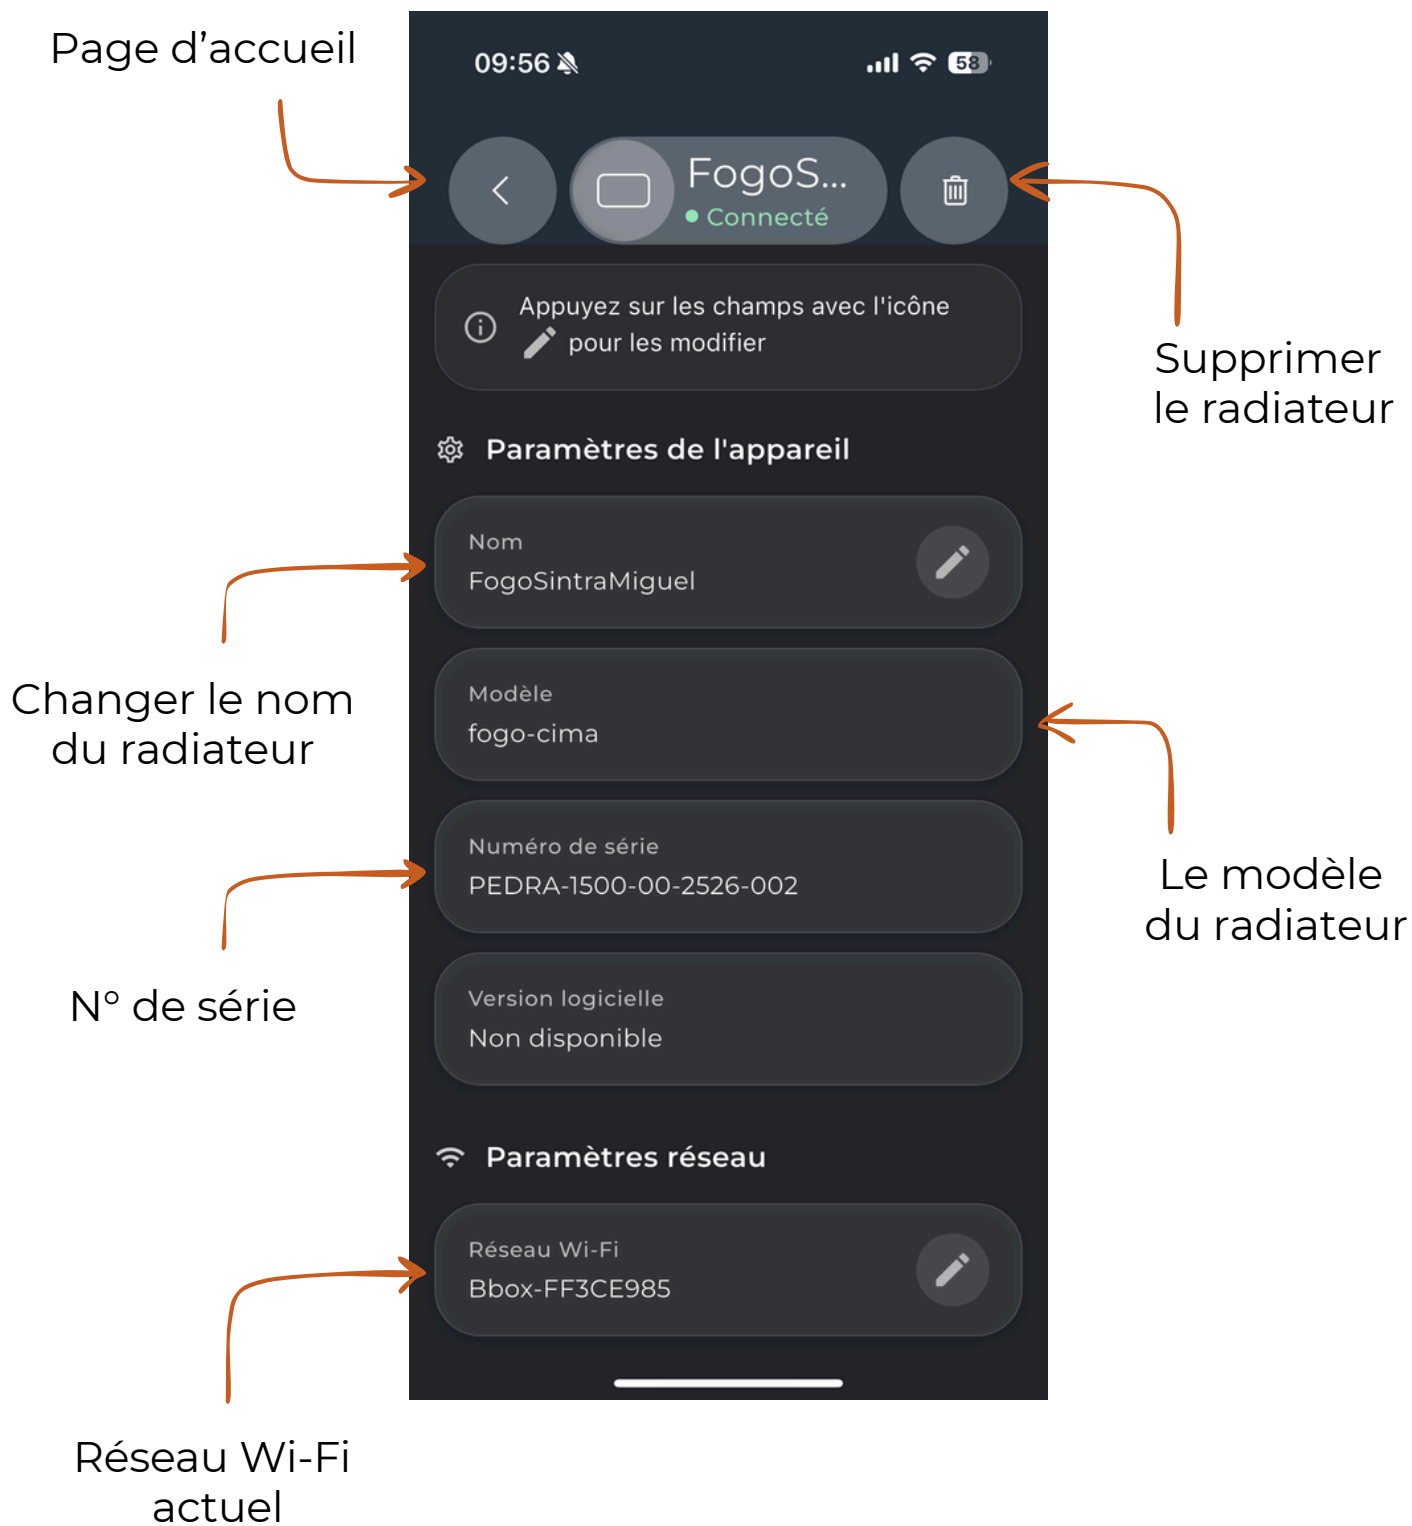 Page d’accueil
09:56
58
FogoS...
Connecté
Appuyez sur les champs avec l'icône
pour les modifier
Supprimer
le radiateur
Paramètres de l'appareil
Nom
FogoSintraMiguel
Changer le nom
du radiateur
Modèle
fogo-cima
Le modèle
du radiateur
Numéro de série
PEDRA-1500-00-2526-002
N° de série
Version logicielle
Non disponible
Paramètres réseau
Réseau Wi-Fi
Bbox-FF3CE985
Réseau Wi-Fi
actuel